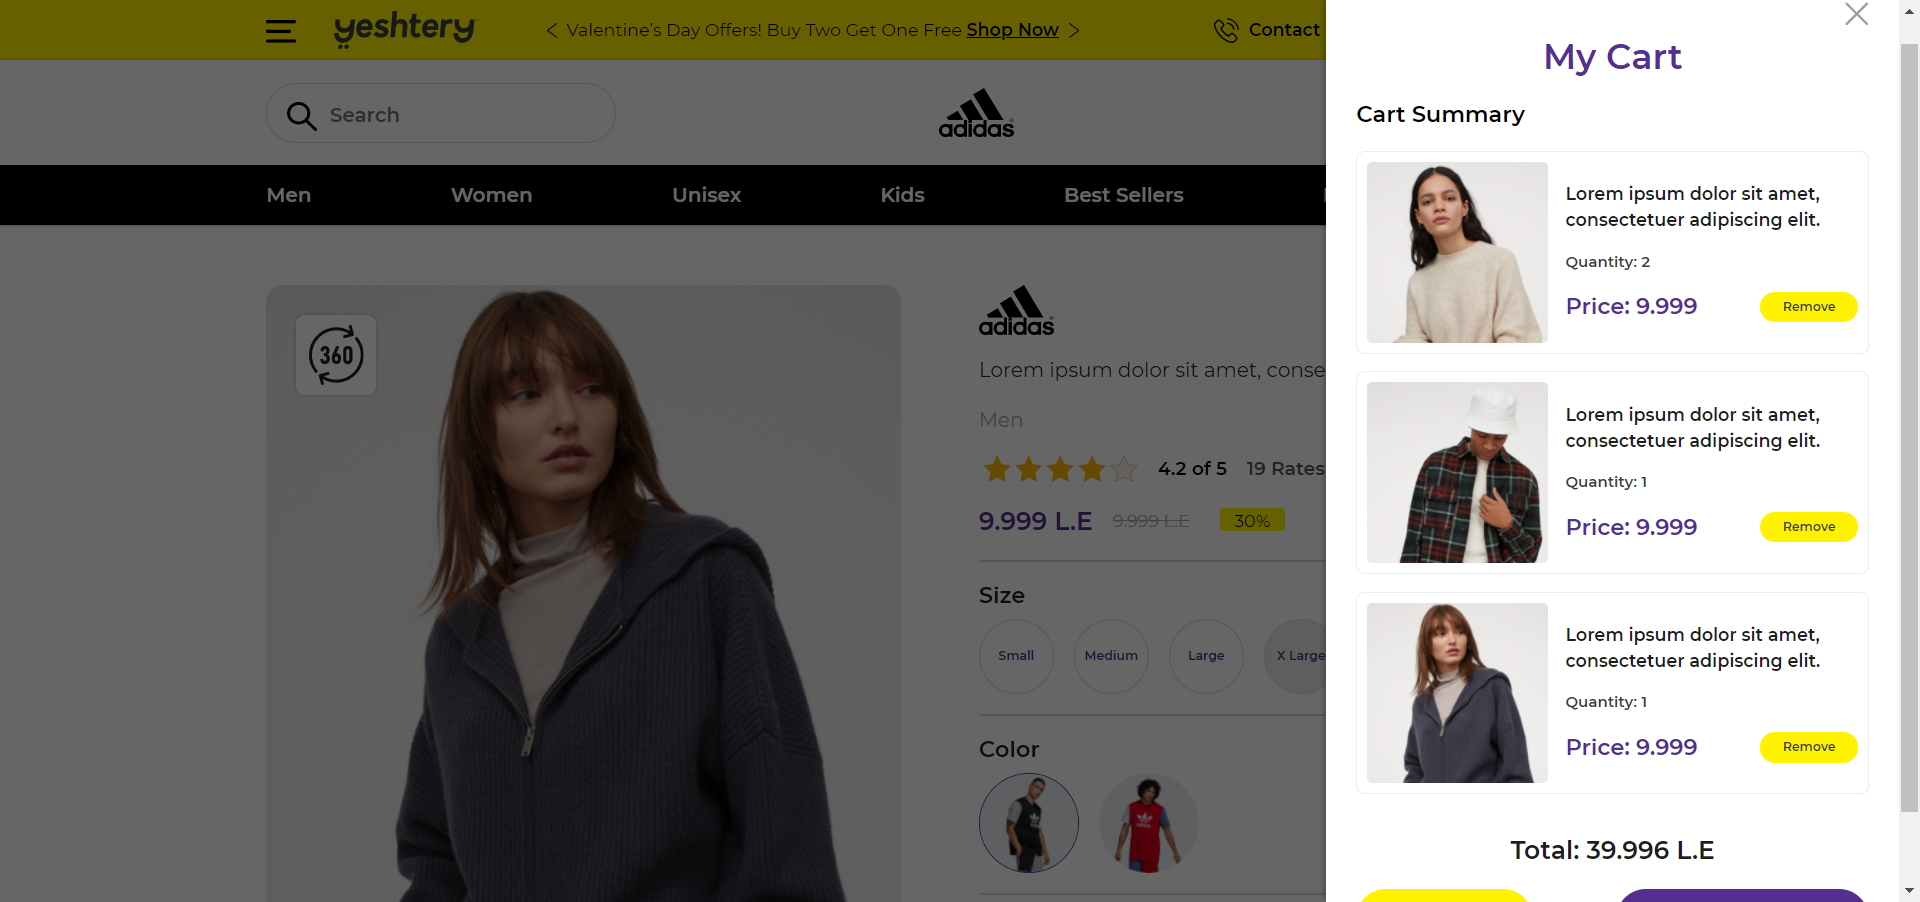 yeshtery
Valentine's Day Offers! Buy Two Get One Free Shop Now
Contact
Search
adidas
Men
Women
Unisex
Kids
Best Sellers
360
adidas
Lorem ipsum dolor sit amet, conse
Men
4.2 of 5
19 Rates
9.999 L.E
9.999 L.E
30%
Size
Small
Medium
Large
X Large
Color
My Cart
Cart Summary
Lorem ipsum dolor sit amet,
consectetuer adipiscing elit.
Quantity: 2
Price: 9.999
Remove
Lorem ipsum dolor sit amet,
consectetuer adipiscing elit.
Quantity: 1
Price: 9.999
Remove
Lorem ipsum dolor sit amet,
consectetuer adipiscing elit.
Quantity: 1
Price: 9.999
Remove
Total: 39.996 L.E